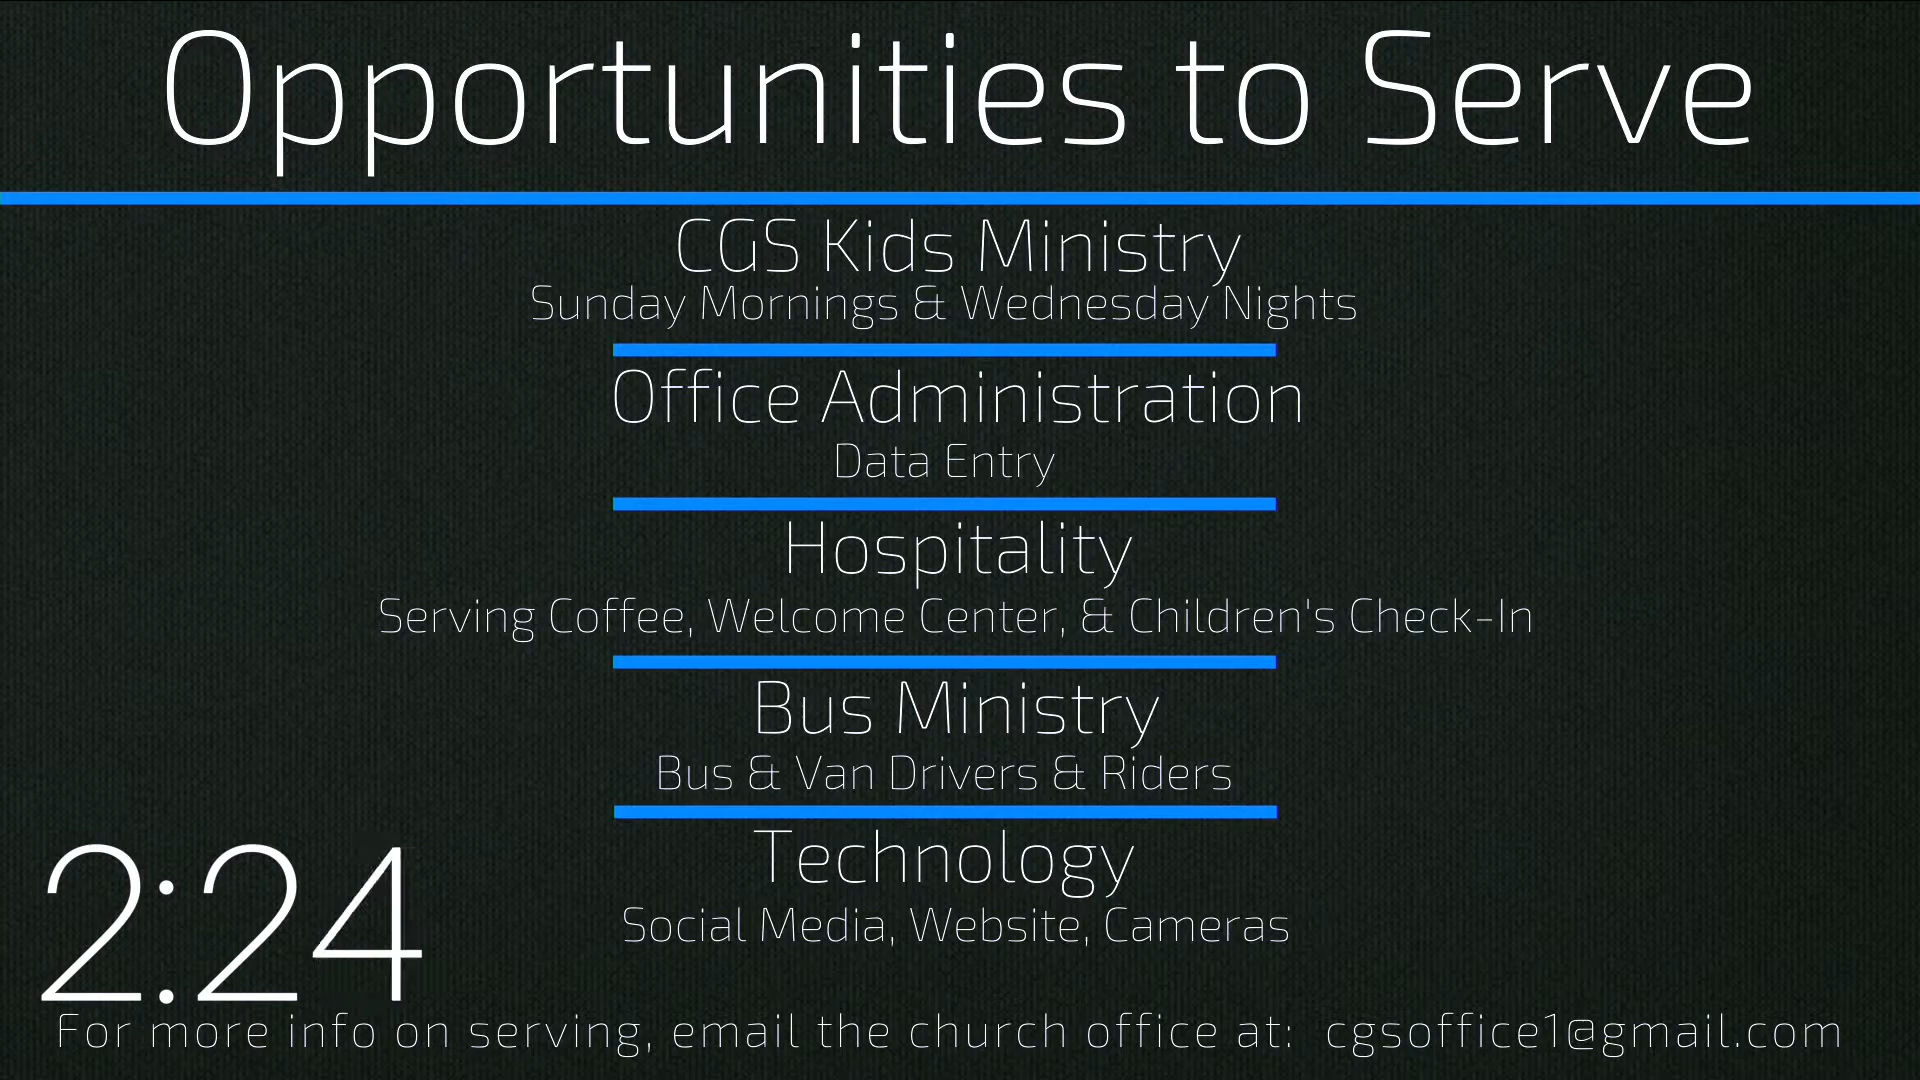 Opportunities to Serve
CGS Kids Ministry
Sunday Mornings & Wednesday Nights
Office Administration
Data Entry
Hospitality
Serving Coffee, Welcome Center, & Children's Check-In
Bus Ministry
Bus & Van Drivers & Riders
Technology
Social Media, Website, Cameras
2:24
For more info on serving, email the church office at: cgsoffice1@gmail.com